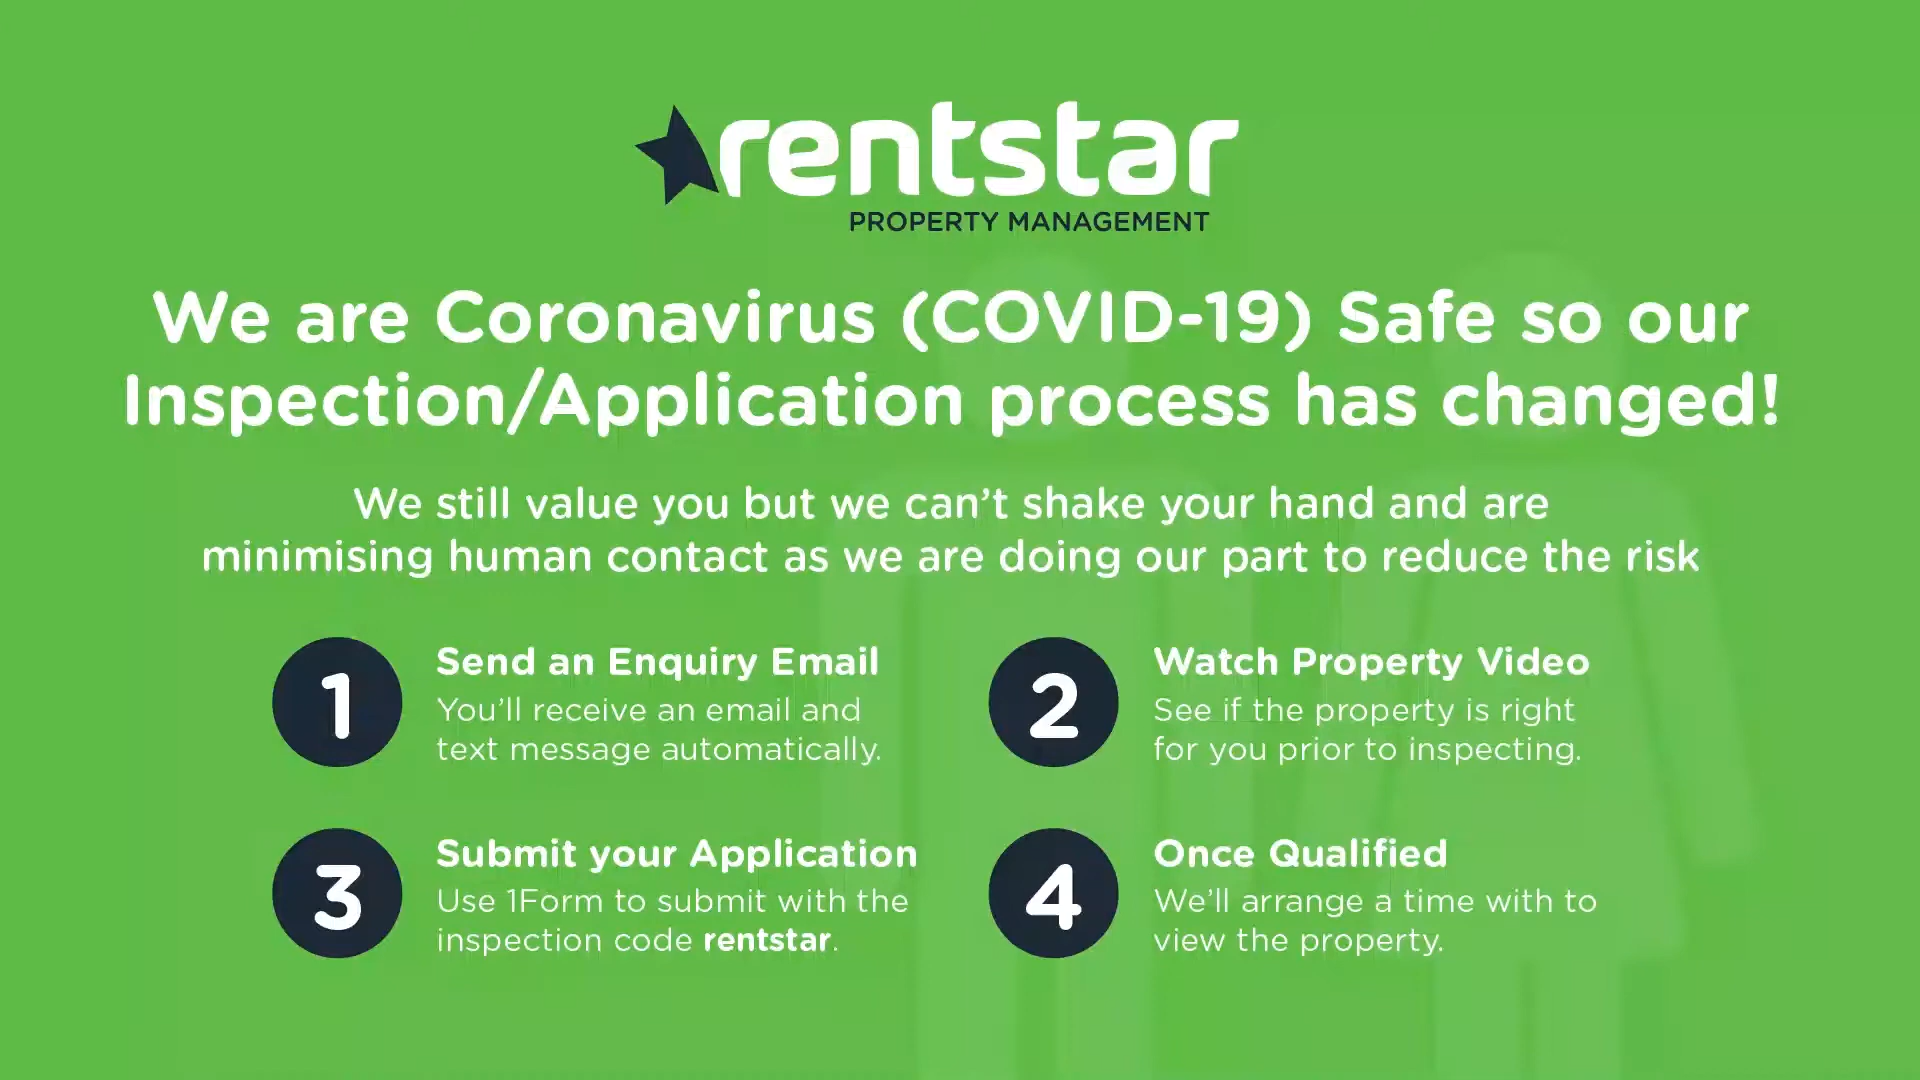 rentstar
PROPERTY MANAGEMENT
We are Coronavirus (COVID-19) Safe so our
Inspection/Application process has changed!
We still value you but we can't shake your hand and are
minimising human contact as we are doing our part to reduce the risk
1
Send an Enquiry Email
You'll receive an email and
text message automatically.
2
Watch Property Video
See if the property is right
for you prior to inspecting.
3
Submit your Application
Use 1Form to submit with the
inspection code rentstar.
4
Once Qualified
We'll arrange a time with to
view the property.